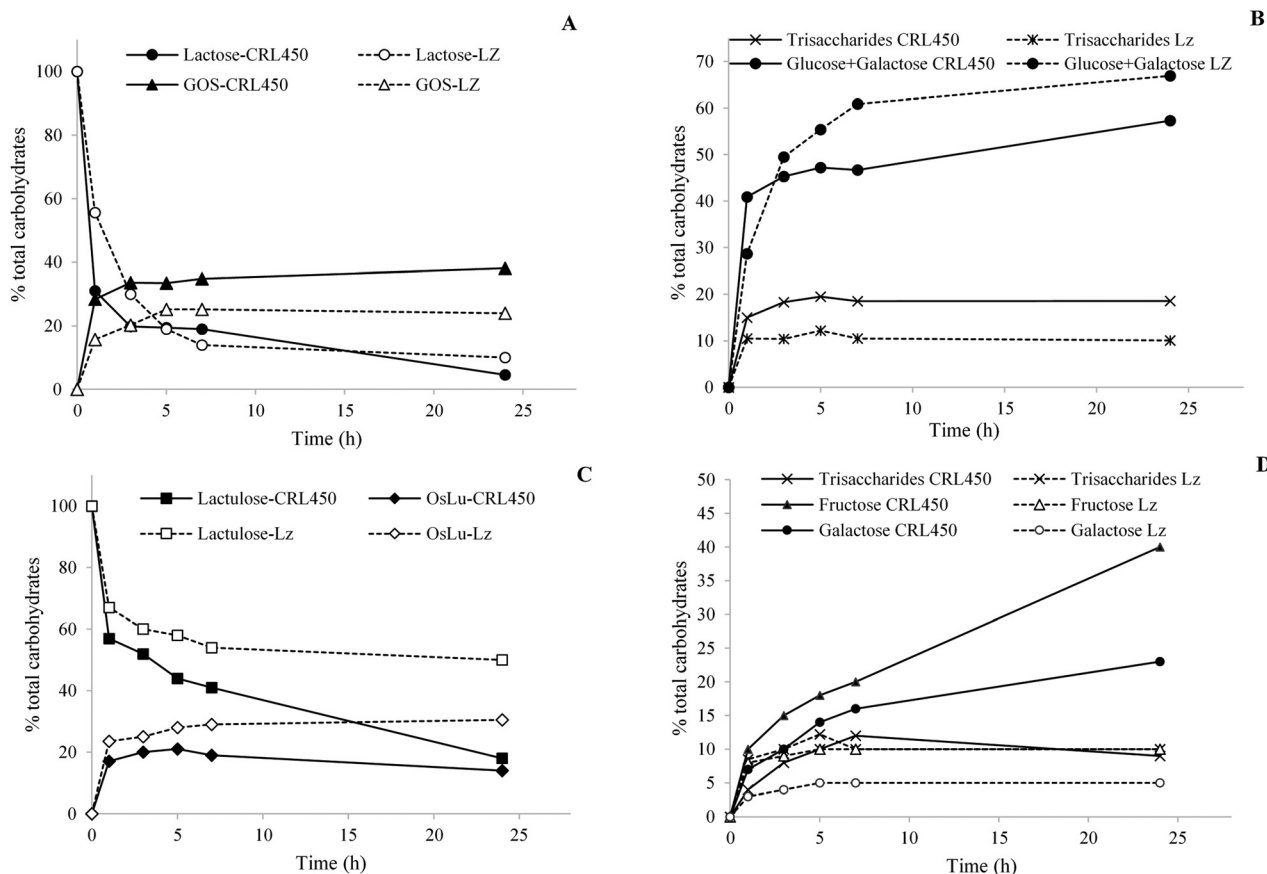 A
Lactose-CRL450 Lactose-LZ
GOS-CRL450 GOS-LZ
100
80
60
40
20
0
0 5 10 15 20 25
% total carbohydrates
Time (h)
B
Trisaccharides CRL450 Trisaccharides Lz
Glucose+Galactose CRL450 Glucose+Galactose LZ
70
60
50
40
30
20
10
0
0 5 10 15 20 25
% total carbohydrates
Time (h)
C
Lactulose-CRL450 OsLu-CRL450
Lactulose-Lz OsLu-Lz
100
80
60
40
20
0
0 5 10 15 20 25
% total carbohydrates
Time (h)
D
Trisaccharides CRL450 Trisaccharides Lz
Fructose CRL450 Fructose Lz
Galactose CRL450 Galactose Lz
50
45
40
35
30
25
20
15
10
5
0
0 5 10 15 20 25
% total carbohydrates
Time (h)